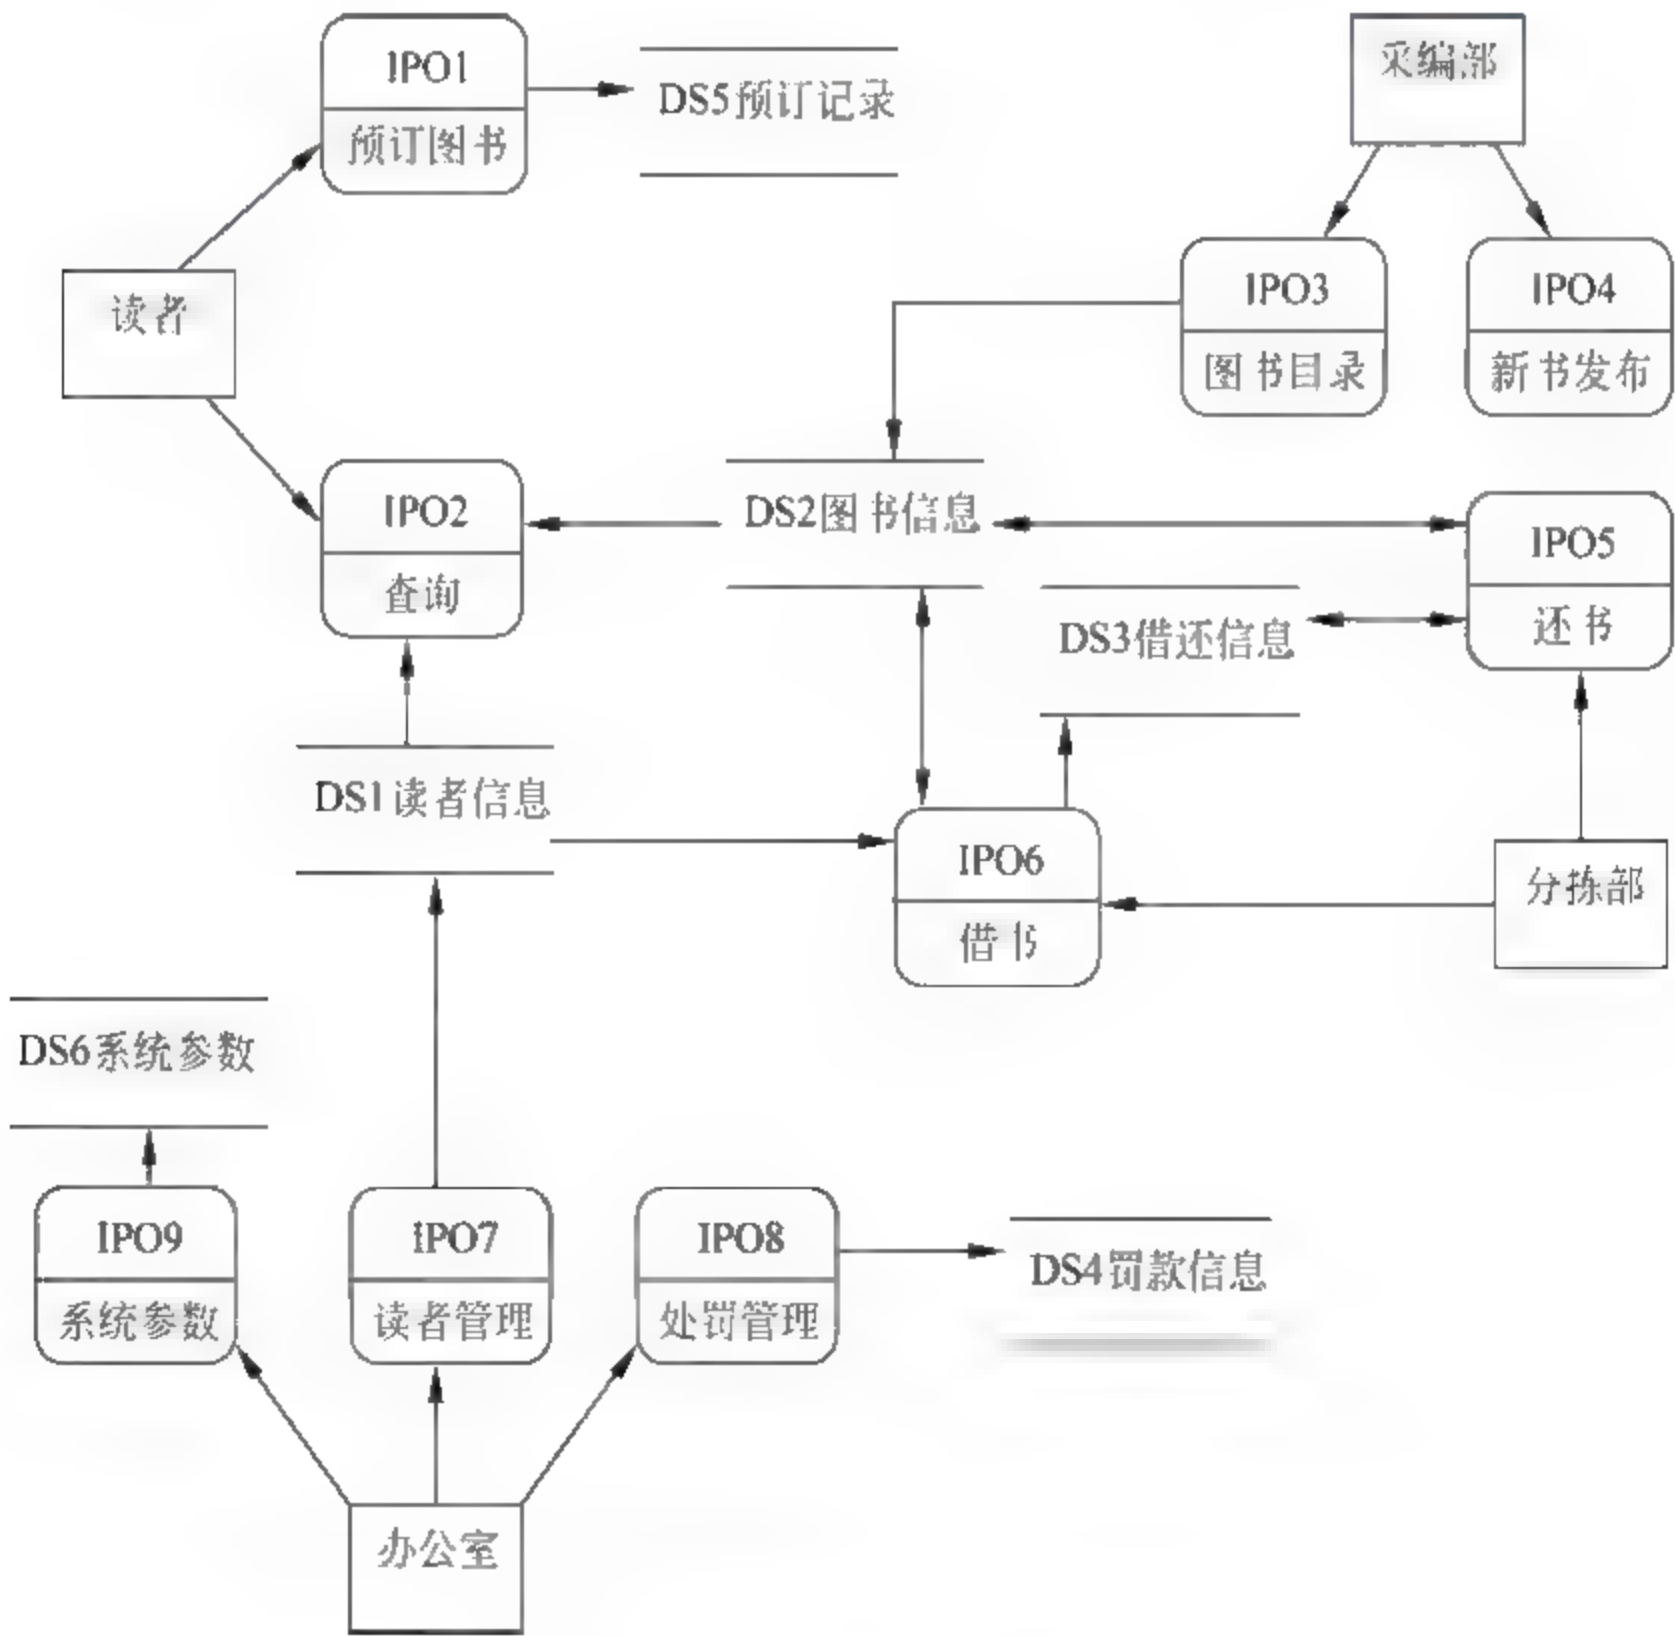 IPO1
预订图书
DS5预订记录
采编部
读者
IPO3
图书目录
IPO4
新书发布
IPO2
查询
DS2图书信息
IPO5
还书
DS3借还信息
DS1读者信息
IPO6
借书
分拣部
DS6系统参数
IPO9
系统参数
IPO7
读者管理
IPO8
处罚管理
DS4罚款信息
办公室